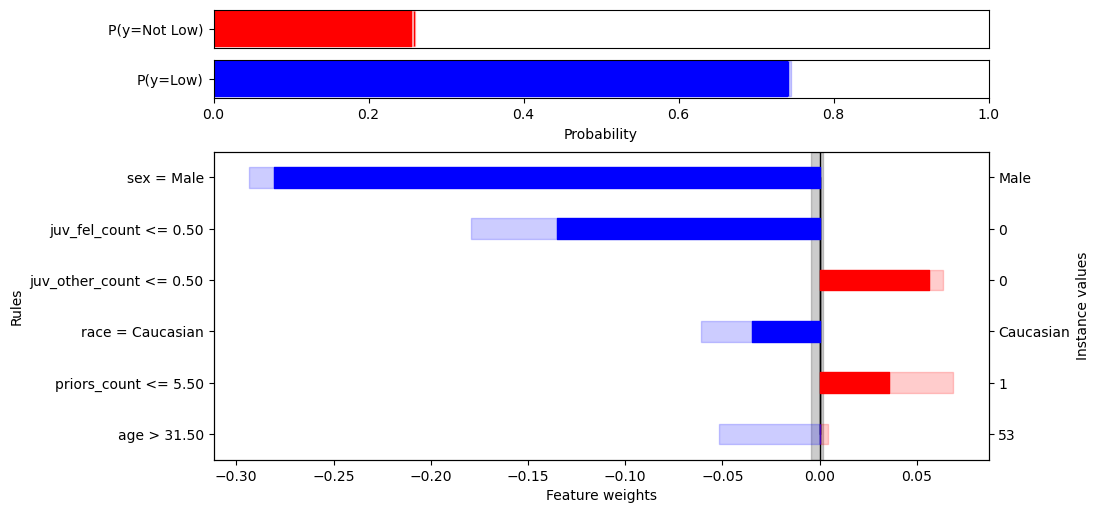 P(y=Not Low)
P(y=Low)
0.0 0.2 0.4 0.6 0.8 1.0
Probability
sex = Male Male
juv_fel_count <= 0.50 0
juv_other_count <= 0.50 0
race = Caucasian Caucasian
priors_count <= 5.50 1
age > 31.50 53
Rules
Instance values
−0.30 −0.25 −0.20 −0.15 −0.10 −0.05 0.00 0.05
Feature weights